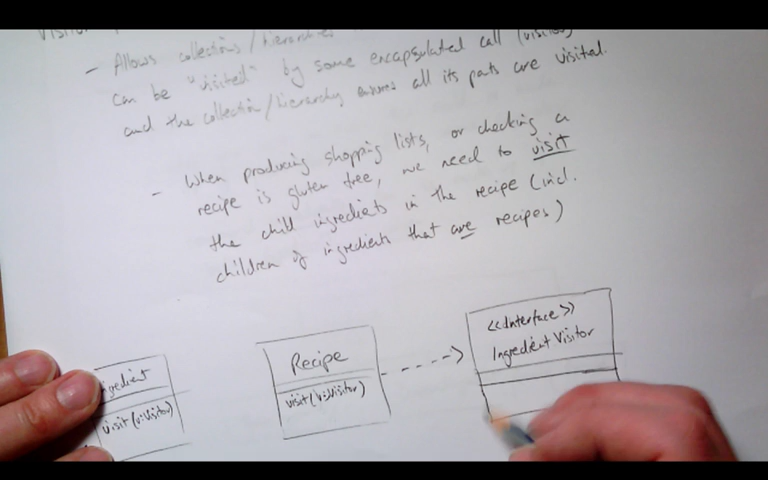 - Allows collections/hierarchies
can be "visited" by some encapsulated call (visitor)
and the collection/hierarchy ensures all its parts are visited.
- When producing shopping lists, or checking a
recipe is gluten free, we need to visit
the child ingredients in the recipe (incl.
children of ingredients that are recipes)
<<Interface>>
Ingredient Visitor
Recipe
visit(v:Visitor)
gredient
visit(v:Visitor)